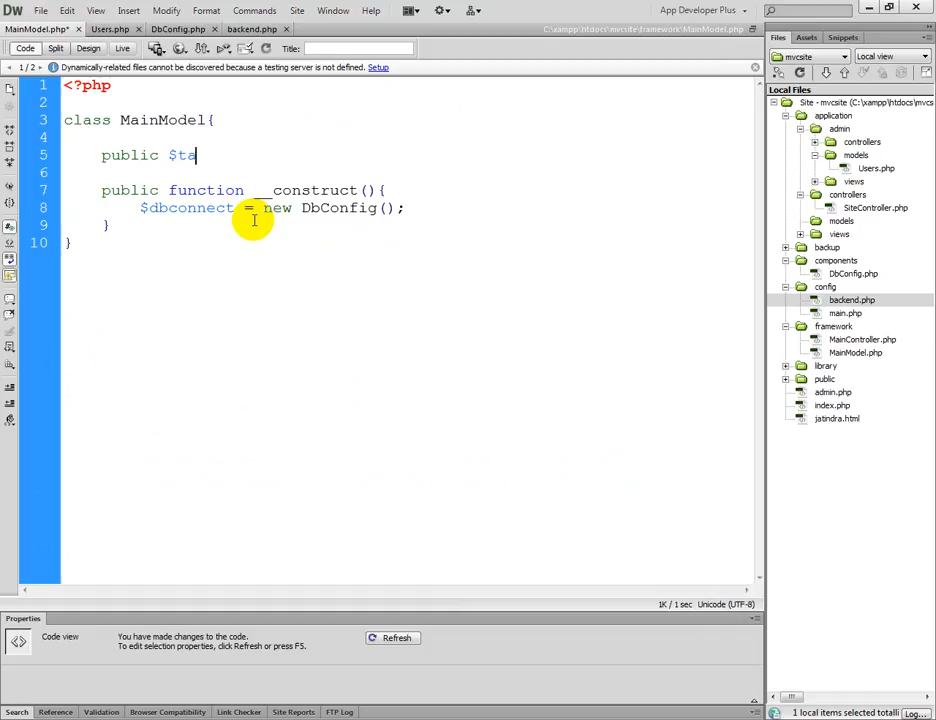 Dw File Edit View Insert Modify Format Commands Site Window Help App Developer Plus
MainModel.php* × Users.php × DbConfig.php × backend.php × C:\xampp\htdocs\mvcsite\framework\MainModel.php
Code Split Design Live Title:
1 / 2 Dynamically-related files cannot be discovered because a testing server is not defined. Setup
1 <?php
2
3 class MainModel{
4
5 public $ta
6
7 public function __construct(){
8 $dbconnect = new DbConfig();
9 }
10 }
1K / 1 sec Unicode (UTF-8)
Properties
Code view You have made changes to the code. Refresh
To edit selection properties, click Refresh or press F5.
Search Reference Validation Browser Compatibility Link Checker Site Reports FTP Log
Files Assets Snippets
mvcsite Local view
Local Files
Site - mvcsite (C:\xampp\htdocs\mvcs
application
admin
controllers
models
Users.php
views
controllers
SiteController.php
models
views
backup
components
DbConfig.php
config
backend.php
main.php
framework
MainController.php
MainModel.php
library
public
admin.php
index.php
jatindra.html
1 local items selected totalli Log...